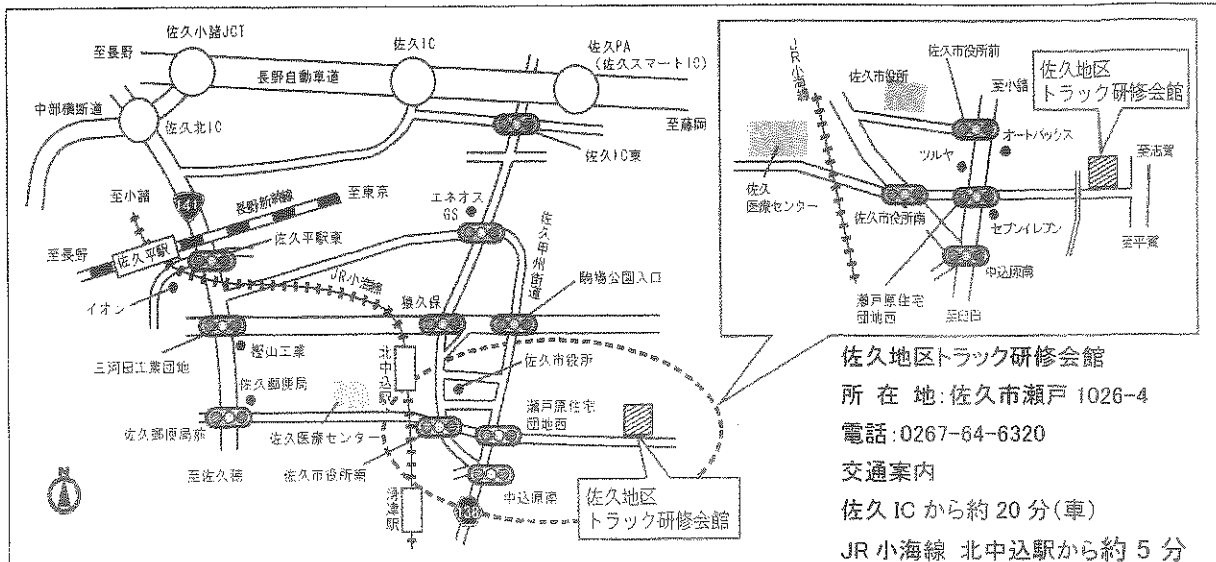 佐久小諸JCT
至長野
長野自動車道
佐久IC
佐久PA
(佐久スマートIC)
中部横断道
佐久北IC
至藤岡
佐久IC東
至小諸
141
長野新幹線
至東京
エネオス
GS
佐久甲州街道
至長野
佐久平駅
佐久平駅東
JR小海線
イオン
猿久保
駒場公園入口
三河田工業団地
樫山工業
北中込駅
佐久市役所
佐久郵便局
佐久医療センター
瀬戸原住宅
団地西
至佐久穂
佐久市役所南
滑津駅
中込原南
138
N
佐久地区
トラック研修会館
JR小海線
佐久市役所前
佐久市役所
至小諸
佐久地区
トラック研修会館
オートバックス
ツルヤ
至志賀
佐久
医療センター
佐久市役所南
セブンイレブン
至平賀
中込原南
瀬戸原住宅
団地西
至臼田
佐久地区トラック研修会館
所 在 地:佐久市瀬戸 1026-4
電話:0267-64-6320
交通案内
佐久 IC から約 20 分(車)
JR 小海線 北中込駅から約 5 分